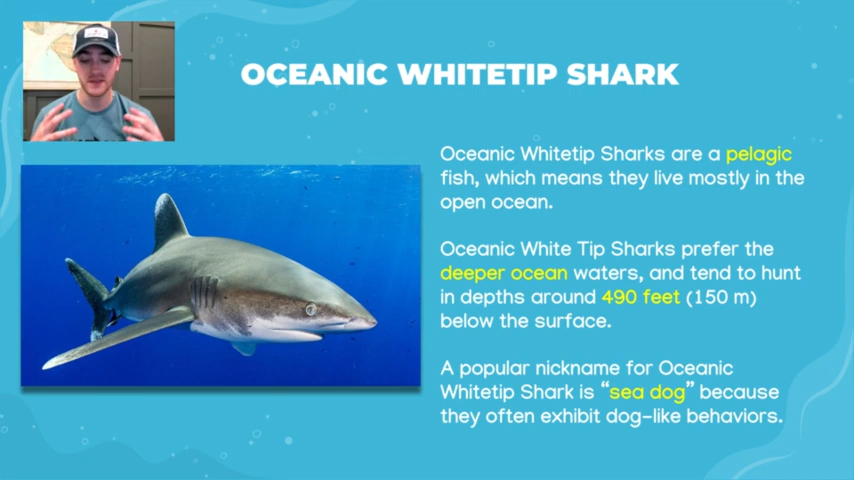 OCEANIC WHITETIP SHARK
Oceanic Whitetip Sharks are a pelagic
fish, which means they live mostly in the
open ocean.
Oceanic White Tip Sharks prefer the
deeper ocean waters, and tend to hunt
in depths around 490 feet (150 m)
below the surface.
A popular nickname for Oceanic
Whitetip Shark is “sea dog” because
they often exhibit dog-like behaviors.